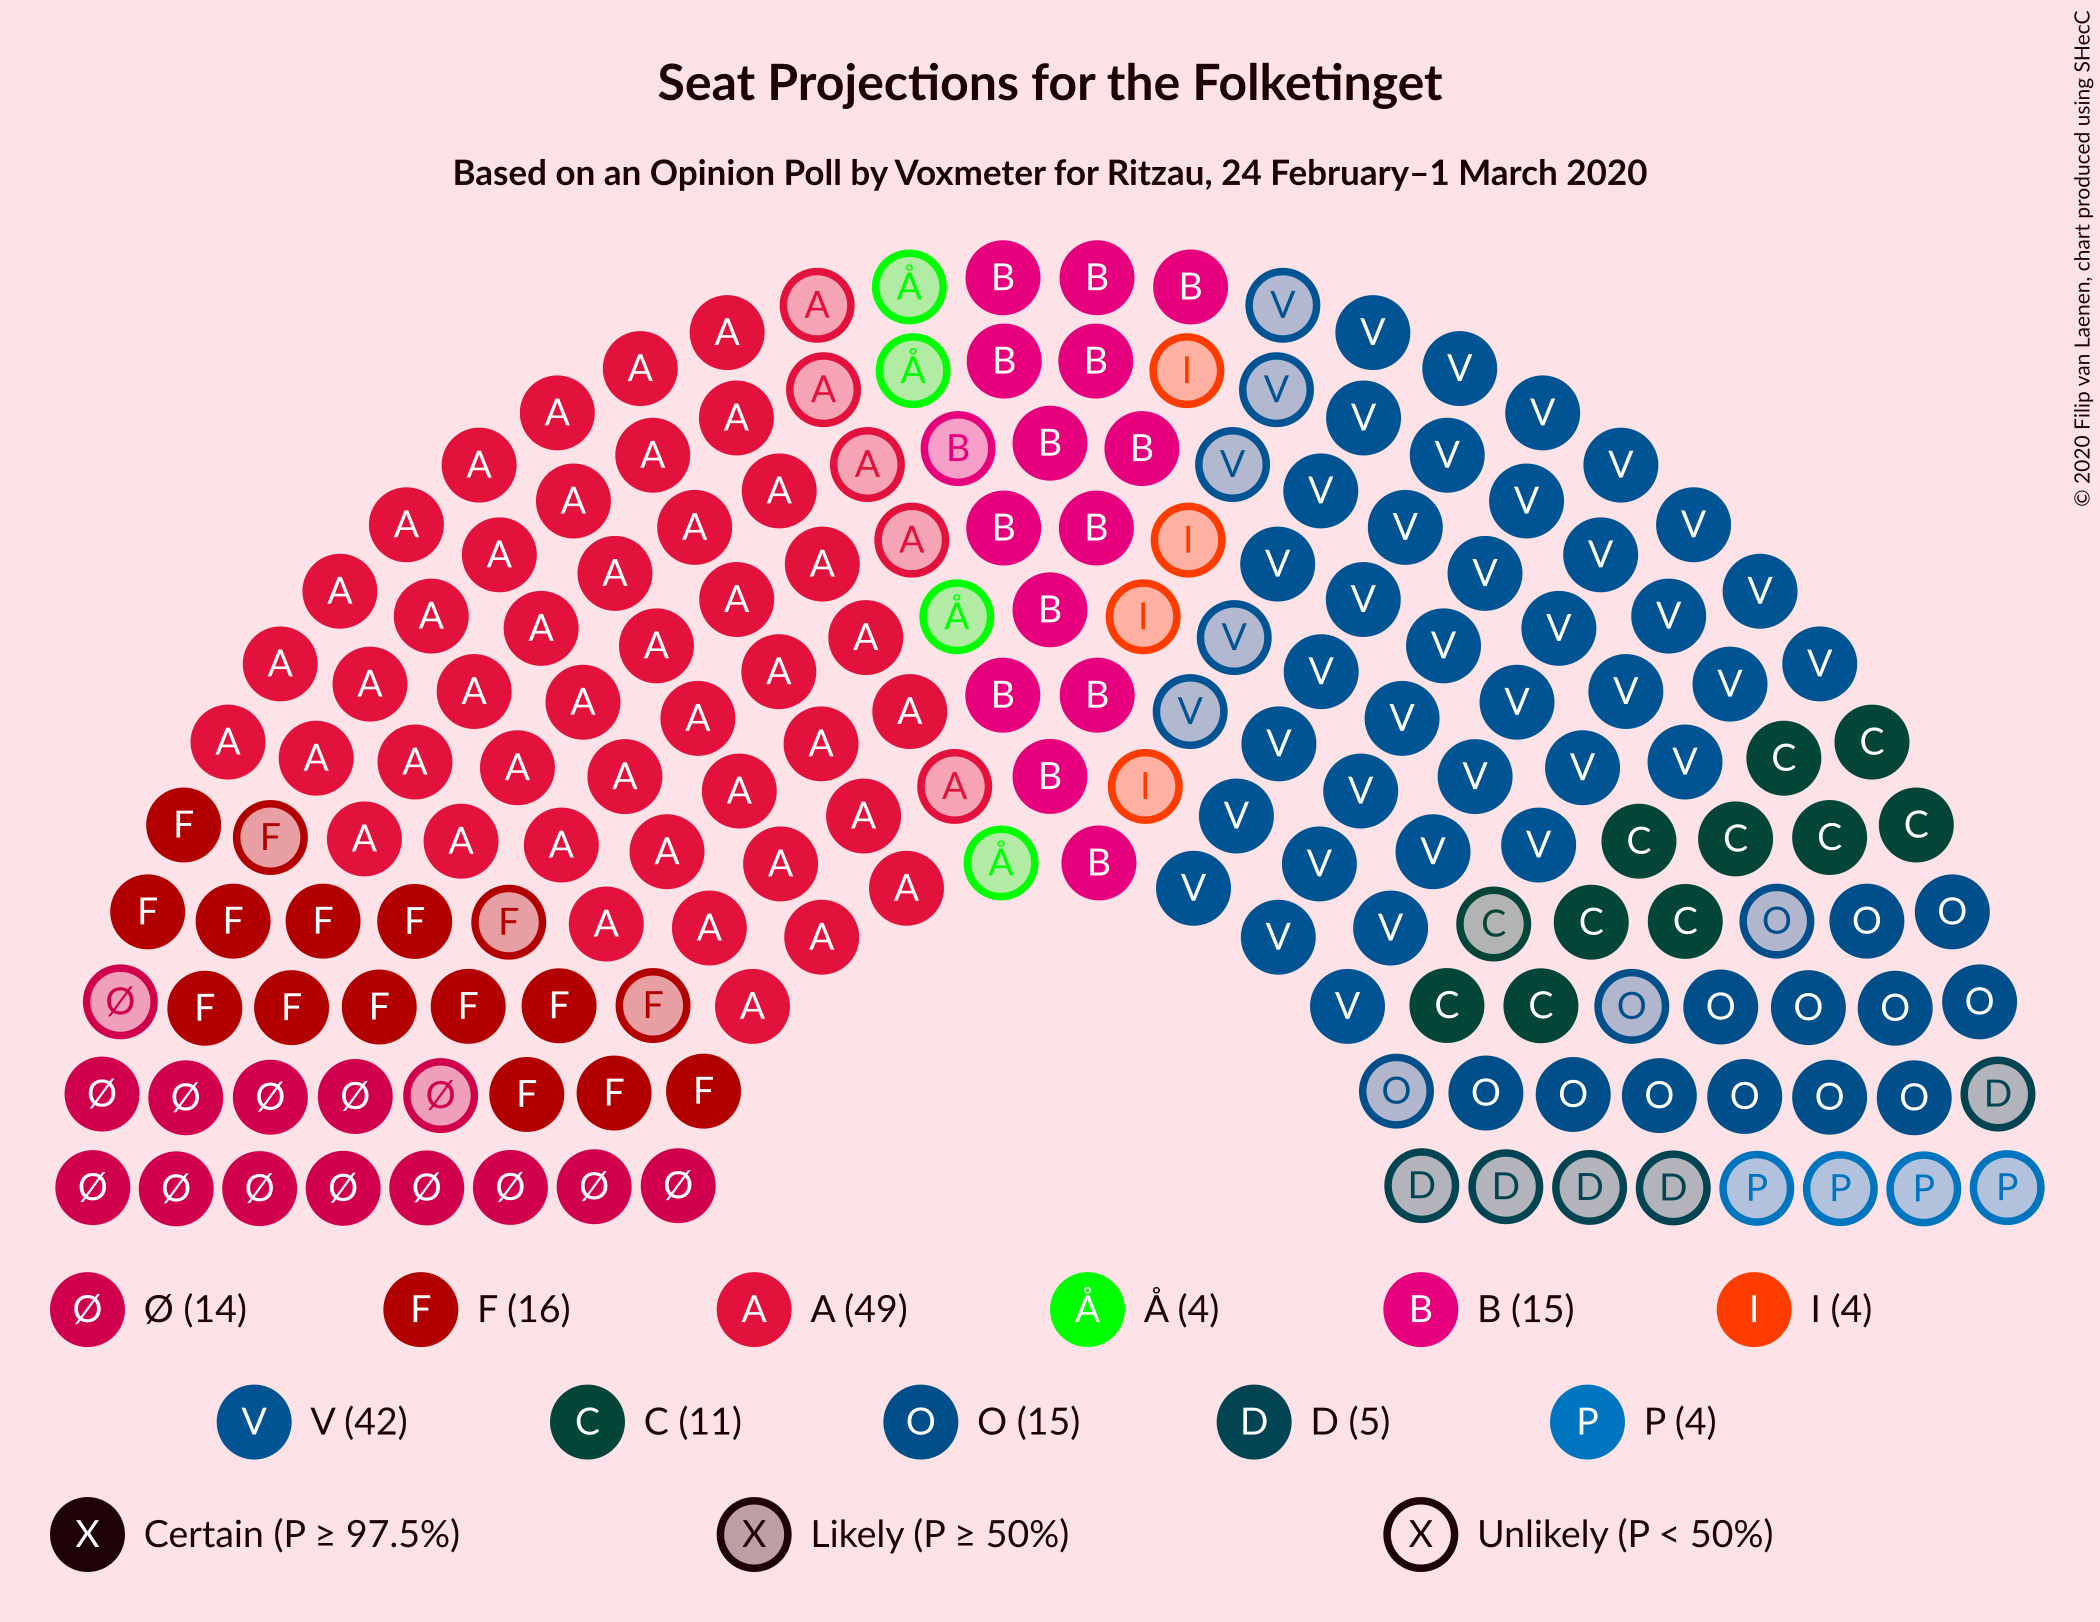 Seat Projections for the Folketinget
Based on an Opinion Poll by Voxmeter for Ritzau, 24 February–1 March 2020
© 2020 Filip van Laenen, chart produced using SHecC
B B
Å B
A V
A V
B B
A V
Å I
A V
A V
A V
B
B B
A V
A V
A V
A V
A V
A V
B B
A I
A V
A V
A V
A V
A V
A V
B
Å I
A V
A V
A V
A V
A V
A V
A V
B B
A V
A V
A V
A V
A V
A V
A C
A C
B
A I
A V
A V
A V
A V
A V
F C
F C
A C
A C
A V
A V
A V
Å B
A V
A V
F O
F O
F O
F C
F C
A C
A V
A V
Ø O
F O
F O
F O
F O
F C
F C
A V
Ø Ø Ø Ø Ø F F F O O O O O O O D
Ø Ø Ø Ø Ø Ø Ø Ø D D D D P P P P
Ø Ø (14) F F (16) A A (49) Å Å (4) B B (15) I I (4)
V V (42) C C (11) O O (15) D D (5) P P (4)
X Certain (P ≥ 97.5%) X Likely (P ≥ 50%) X Unlikely (P < 50%)